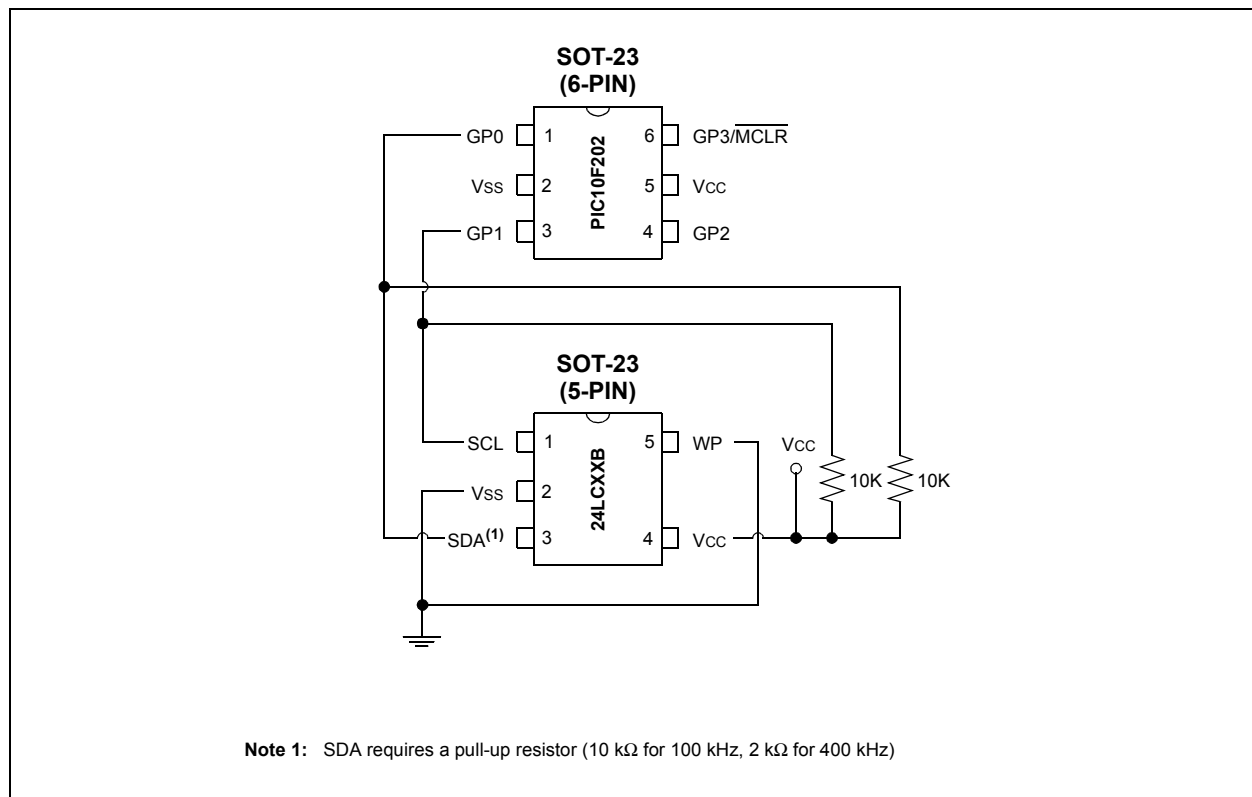 SOT-23
(6-PIN)
GP0 1 6 GP3/MCLR
Vss 2 PIC10F202 5 Vcc
GP1 3 4 GP2
SOT-23
(5-PIN)
SCL 1 5 WP Vcc
Vss 2 24LCXXB 10K 10K
SDA(1) 3 4 Vcc
Note 1: SDA requires a pull-up resistor (10 kΩ for 100 kHz, 2 kΩ for 400 kHz)